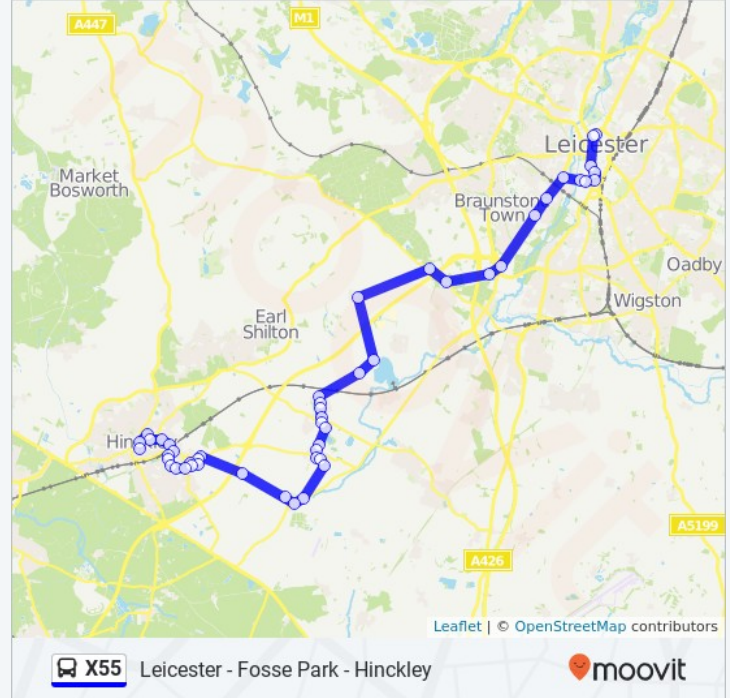 A447
M1
Leicester
Market
Bosworth
Braunston
Town
Oadby
Wigston
Earl
Shilton
A5199
A426
Leaflet | © OpenStreetMap contributors
X55 Leicester - Fosse Park - Hinckley
moovit